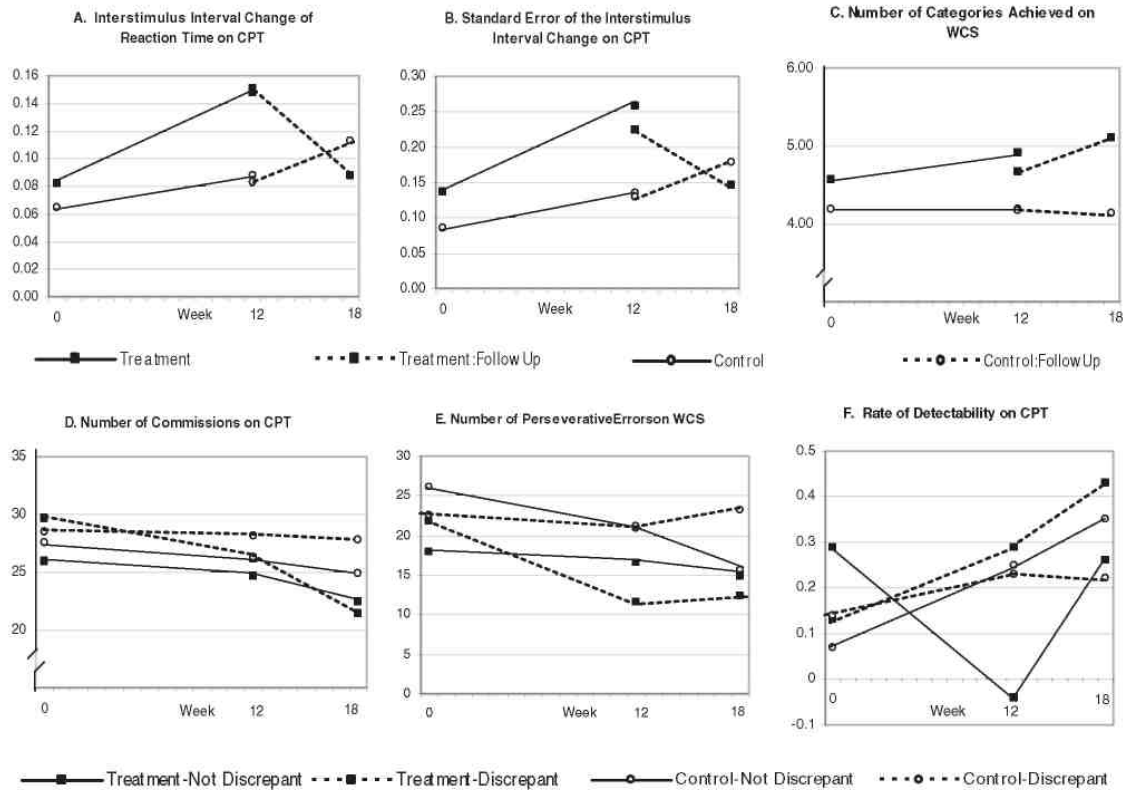 A. Interstimulus Interval Change of
Reaction Time on CPT
0.16
0.14
0.12
0.10
0.08
0.06
0.04
0.02
0.00
0
Week
12
18
B. Standard Error of the Interstimulus
Interval Change on CPT
0.30
0.25
0.20
0.15
0.10
0.05
0.00
0
Week
12
18
C. Number of Categories Achieved on
WCS
6.00
5.00
4.00
0
Week
12
18
Treatment
Treatment:Follow Up
Control
Control:Follow Up
D. Number of Commissions on CPT
35
30
25
20
0
Week
12
18
E. Number of PerseverativeErrorson WCS
30
25
20
15
10
5
0
0
Week
12
18
F. Rate of Detectability on CPT
0.5
0.4
0.3
0.2
0.1
0
-0.1
0
Week
12
18
Treatment-Not Discrepant
Treatment-Discrepant
Control-Not Discrepant
Control-Discrepant